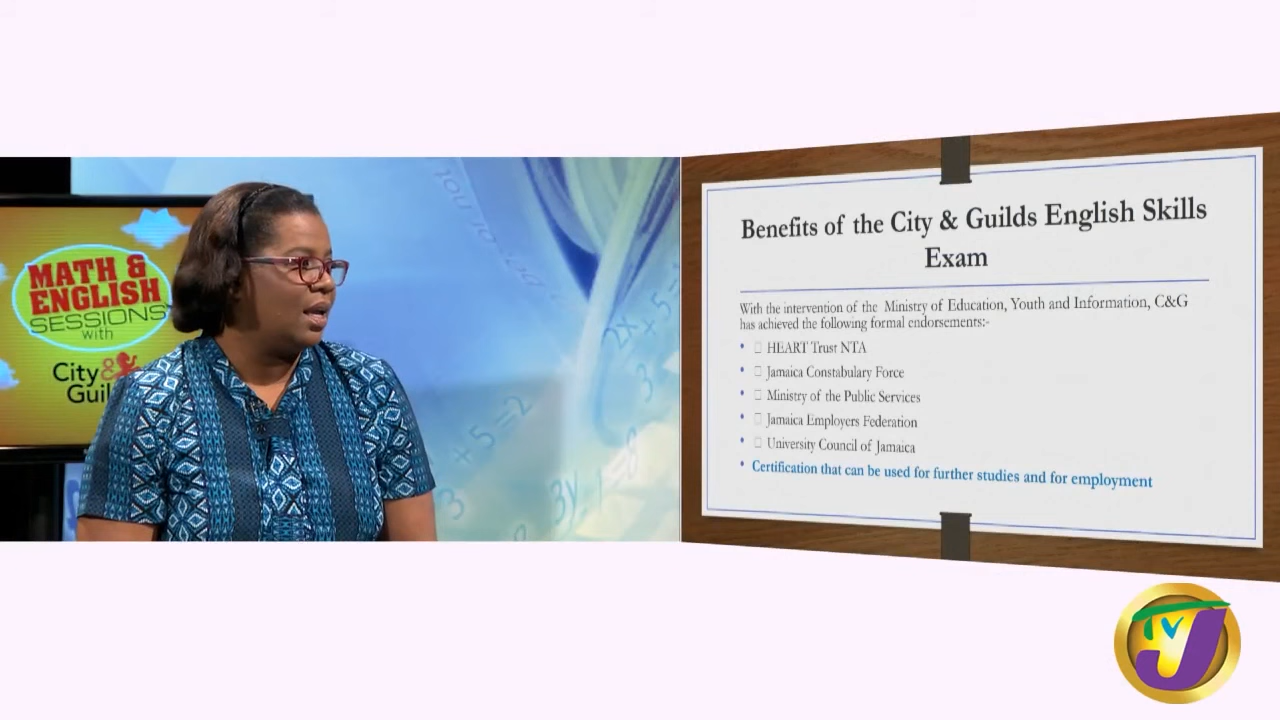 MATH &
ENGLISH
SESSIONS
with
City &
Guil
2x + 5 =
Benefits of the City & Guilds English Skills
Exam
With the intervention of the Ministry of Education, Youth and Information, C&G
has achieved the following formal endorsements:-
• HEART Trust NTA
• Jamaica Constabulary Force
• Ministry of the Public Services
• Jamaica Employers Federation
• University Council of Jamaica
• Certification that can be used for further studies and for employment
TVJ